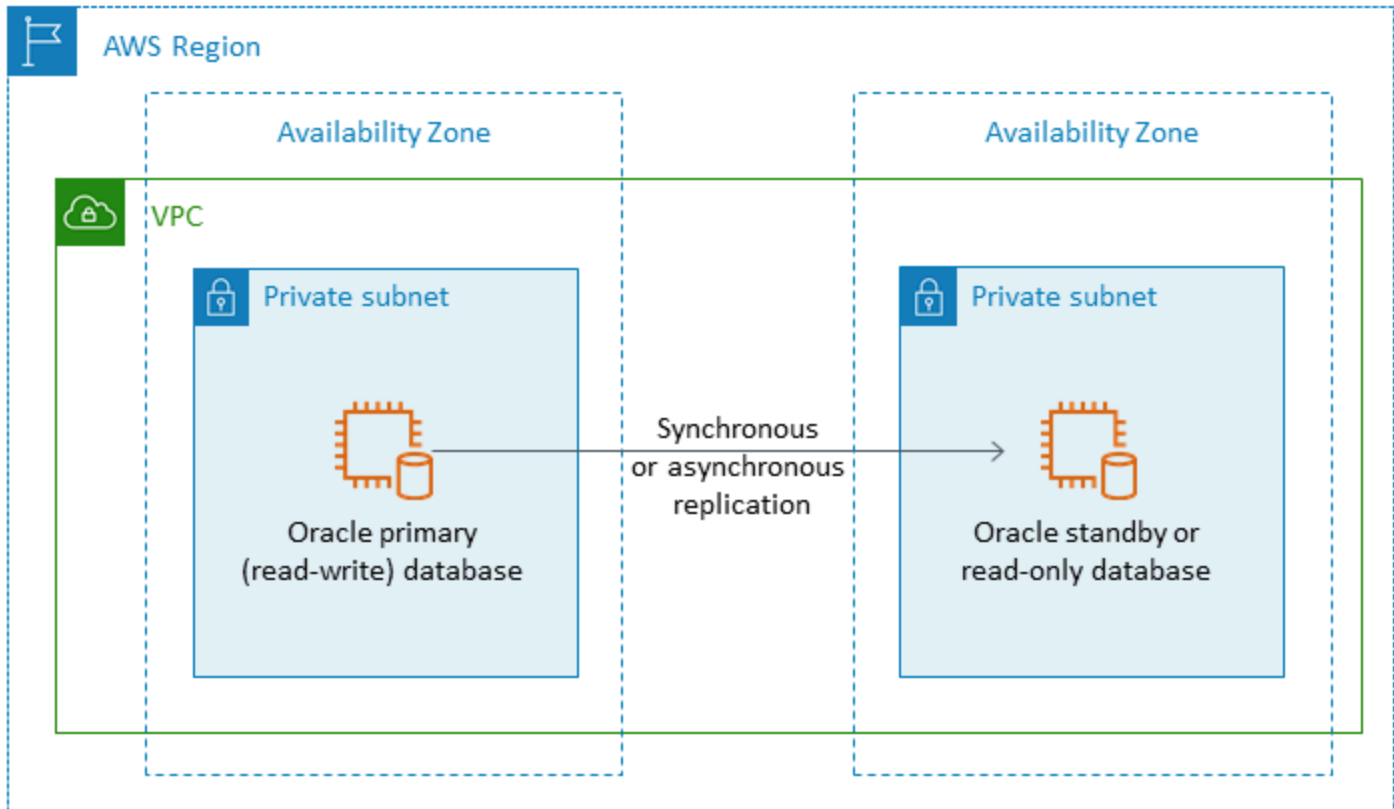 AWS Region
Availability Zone
Availability Zone
VPC
Private subnet
Private subnet
Synchronous
or asynchronous
replication
Oracle primary
(read-write) database
Oracle standby or
read-only database